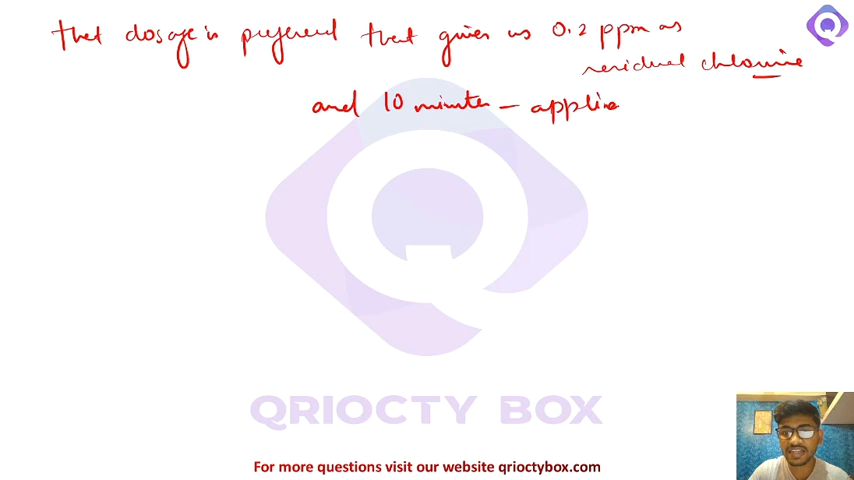 that dosage is preferred that gives us 0.2 ppm as
residual chlorine
and 10 minutes – applie
QRIOCTY BOX
For more questions visit our website qrioctybox.com